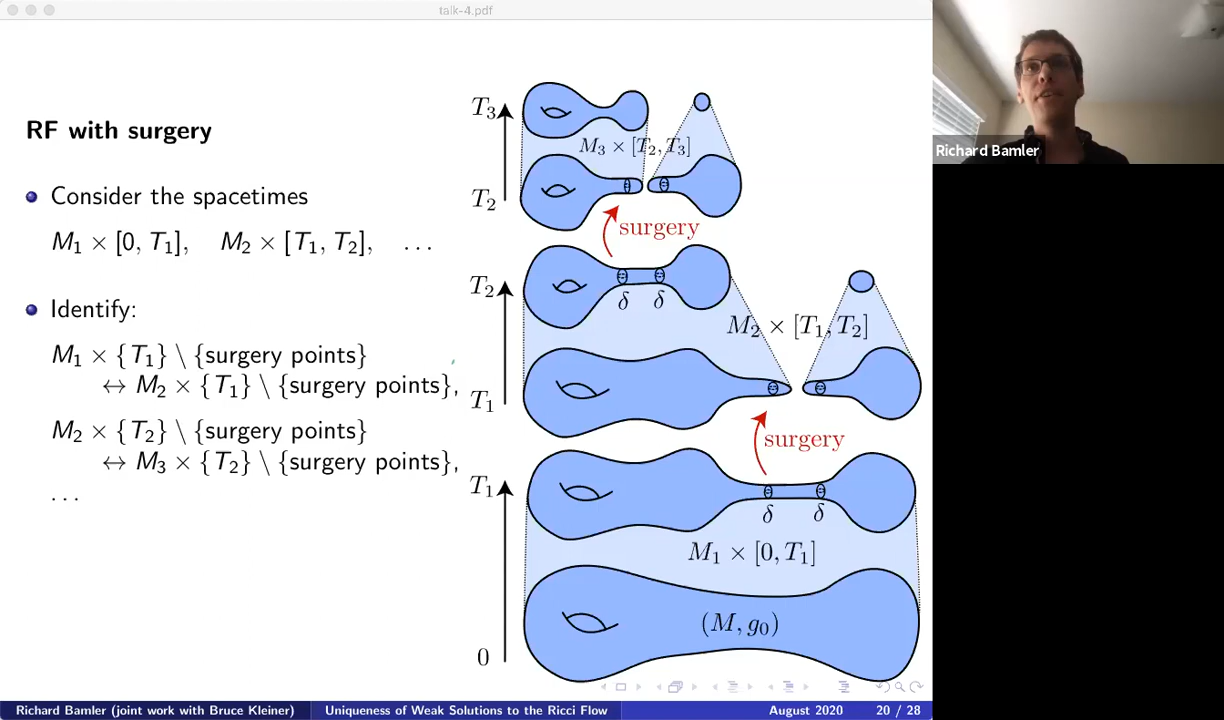 talk-4.pdf
RF with surgery
Consider the spacetimes
M₁ × [0, T₁], M₂ × [T₁, T₂], ...
Identify:
M₁ × {T₁} \ {surgery points}
↔ M₂ × {T₁} \ {surgery points},
M₂ × {T₂} \ {surgery points}
↔ M₃ × {T₂} \ {surgery points},
...
T₃
M₃ × [T₂, T₃]
T₂
surgery
T₂
δ δ
M₂ × [T₁, T₂]
T₁
surgery
T₁
δ δ
M₁ × [0, T₁]
(M, g₀)
0
Richard Bamler
Richard Bamler (joint work with Bruce Kleiner) Uniqueness of Weak Solutions to the Ricci Flow August 2020 20 / 28